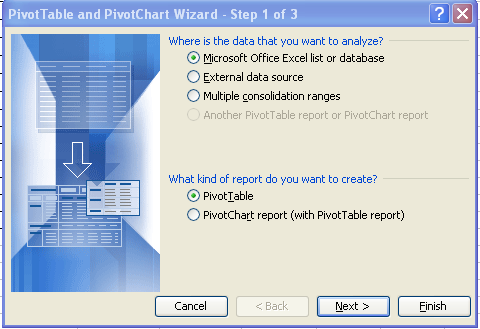 PivotTable and PivotChart Wizard - Step 1 of 3
Where is the data that you want to analyze?
Microsoft Office Excel list or database
External data source
Multiple consolidation ranges
Another PivotTable report or PivotChart report
What kind of report do you want to create?
PivotTable
PivotChart report (with PivotTable report)
Cancel < Back Next > Finish